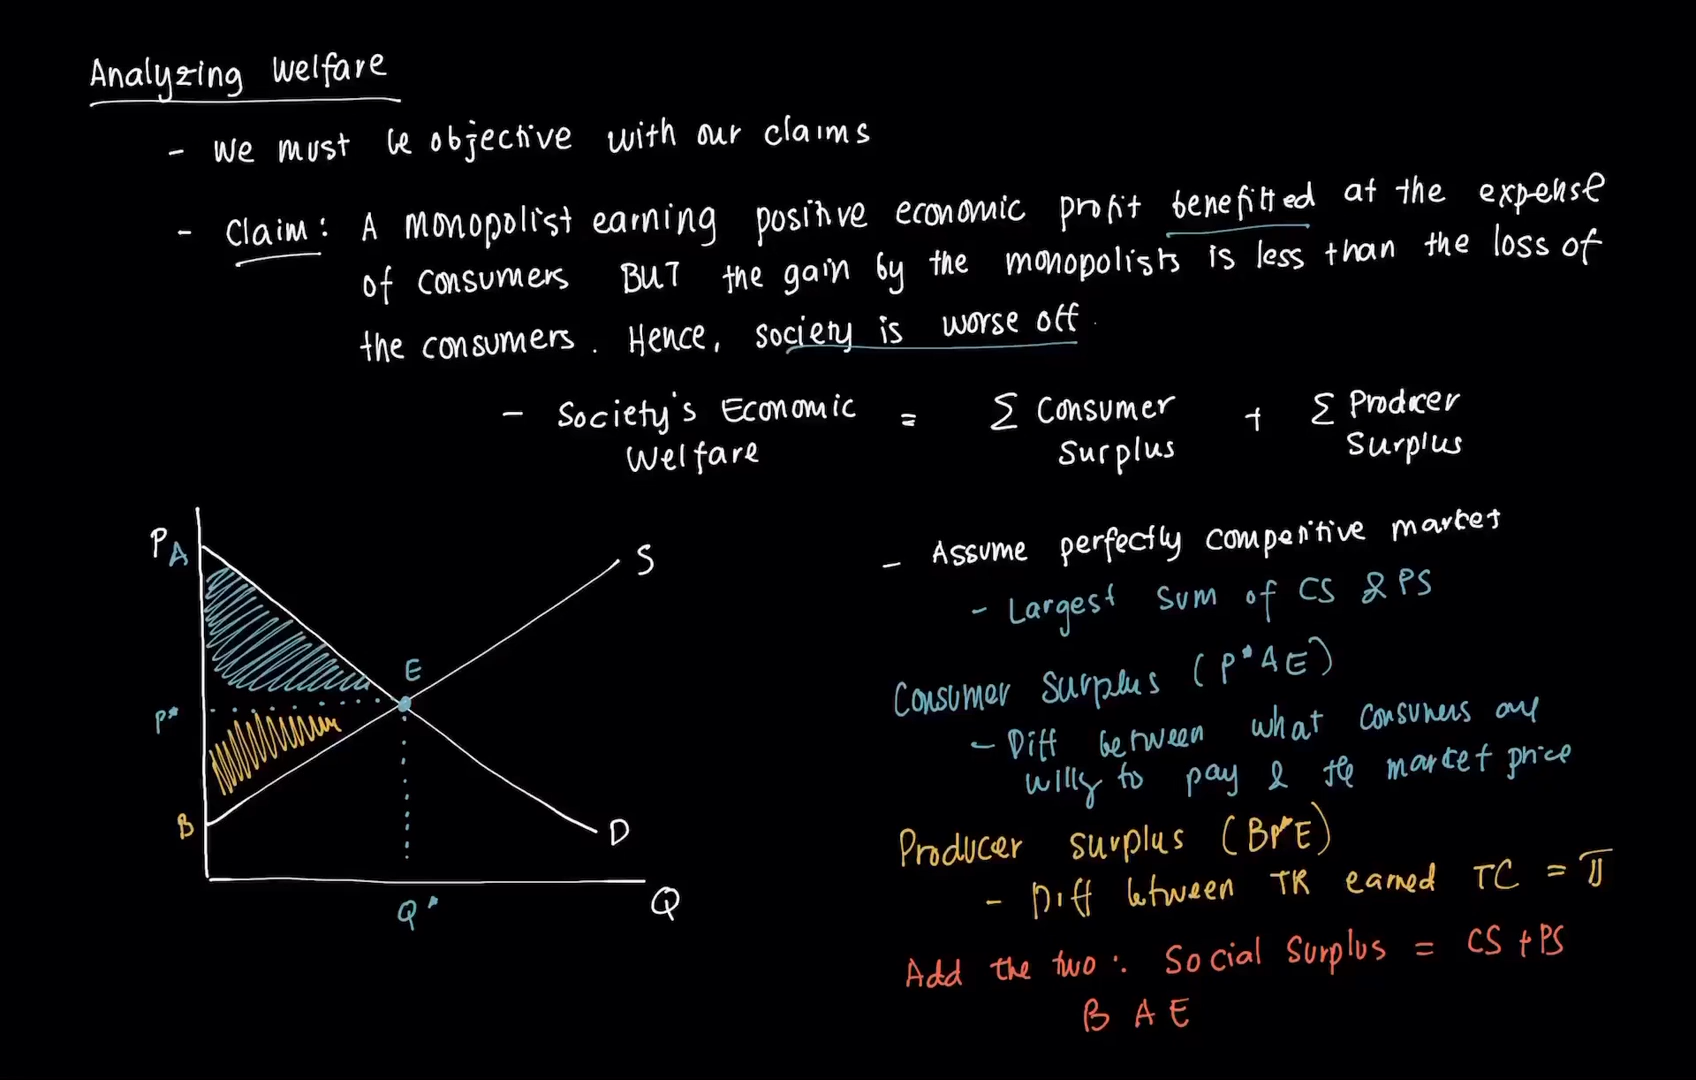 Analyzing Welfare
- We must be objective with our claims
- Claim: A monopolist earning positive economic profit benefitted at the expense
of consumers BUT the gain by the monopolists is less than the loss of
the consumers. Hence, society is worse off.
- Society's Economic Welfare = Σ Consumer Surplus + Σ Producer Surplus
P
A
S
E
P*
B
D
Q*
Q
- Assume perfectly competitive market
- Largest sum of CS & PS
Consumer surplus (P*AE)
- Diff between what consumers are
willing to pay & the market price
Producer surplus (BP*E)
- Diff between TR earned TC = π
Add the two: Social Surplus = CS + PS
B A E